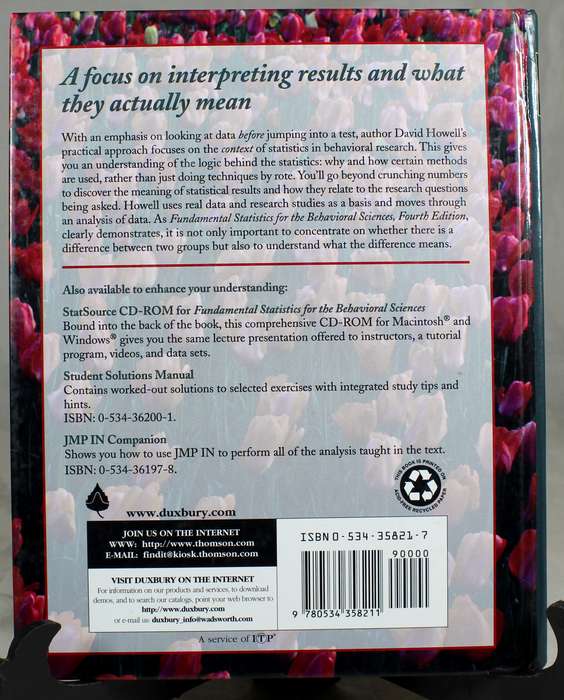 A focus on interpreting results and what
they actually mean
With an emphasis on looking at data before jumping into a test, author David Howell's
practical approach focuses on the context of statistics in behavioral research. This gives
you an understanding of the logic behind the statistics: why and how certain methods
are used, rather than just doing techniques by rote. You'll go beyond crunching numbers
to discover the meaning of statistical results and how they relate to the research questions
being asked. Howell uses real data and research studies as a basis and moves through
an analysis of data. As Fundamental Statistics for the Behavioral Sciences, Fourth Edition,
clearly demonstrates, it is not only important to concentrate on whether there is a
difference between two groups but also to understand what the difference means.
Also available to enhance your understanding:
StatSource CD-ROM for Fundamental Statistics for the Behavioral Sciences
Bound into the back of the book, this comprehensive CD-ROM for Macintosh® and
Windows® gives you the same lecture presentation offered to instructors, a tutorial
program, videos, and data sets.
Student Solutions Manual
Contains worked-out solutions to selected exercises with integrated study tips and
hints.
ISBN: 0-534-36200-1.
JMP IN Companion
Shows you how to use JMP IN to perform all of the analysis taught in the text.
ISBN: 0-534-36197-8.
THIS BOOK IS PRINTED ON
ACID-FREE RECYCLED PAPER
www.duxbury.com
JOIN US ON THE INTERNET
WWW: http://www.thomson.com
E-MAIL: findit@kiosk.thomson.com
VISIT DUXBURY ON THE INTERNET
For information on our products and services, to download
demos, and to search our catalogs, point your web browser to
http://www.duxbury.com
or e-mail us: duxbury_info@wadsworth.com
A service of ITP®
ISBN 0-534-35821-7
90000
9 780534 358211